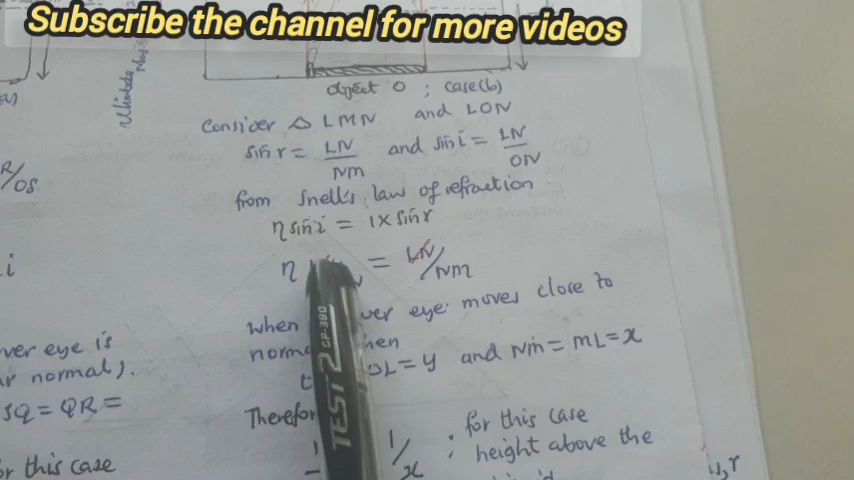 Subscribe the channel for more videos
object O ; case(b)
Consider △ LMN and LON
sin r = LN/NM and sin i = LN/ON
from Snell's law of refraction
η sin i = 1 x sin r
η = LN/NM
R/OS
i
when ver eye moves close to
norm hen
OL = y and NM = ML = x
ver eye is
r normal).
SQ = QR =
Therefor
1/x ; for this case
height above the
r this case
TEST 2 GP-380